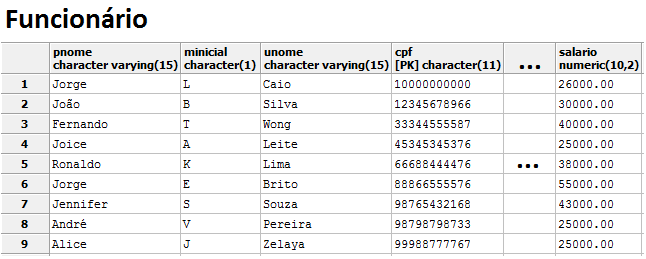 Funcionário
pnome minicial unome cpf ... salario
character varying(15) character(1) character varying(15) [PK] character(11) numeric(10,2)
1 Jorge L Caio 10000000000 26000.00
2 João B Silva 12345678966 30000.00
3 Fernando T Wong 33344555587 40000.00
4 Joice A Leite 45345345376 25000.00
5 Ronaldo K Lima 66688444476 ... 38000.00
6 Jorge E Brito 88866555576 55000.00
7 Jennifer S Souza 98765432168 43000.00
8 André V Pereira 98798798733 25000.00
9 Alice J Zelaya 99988777767 25000.00